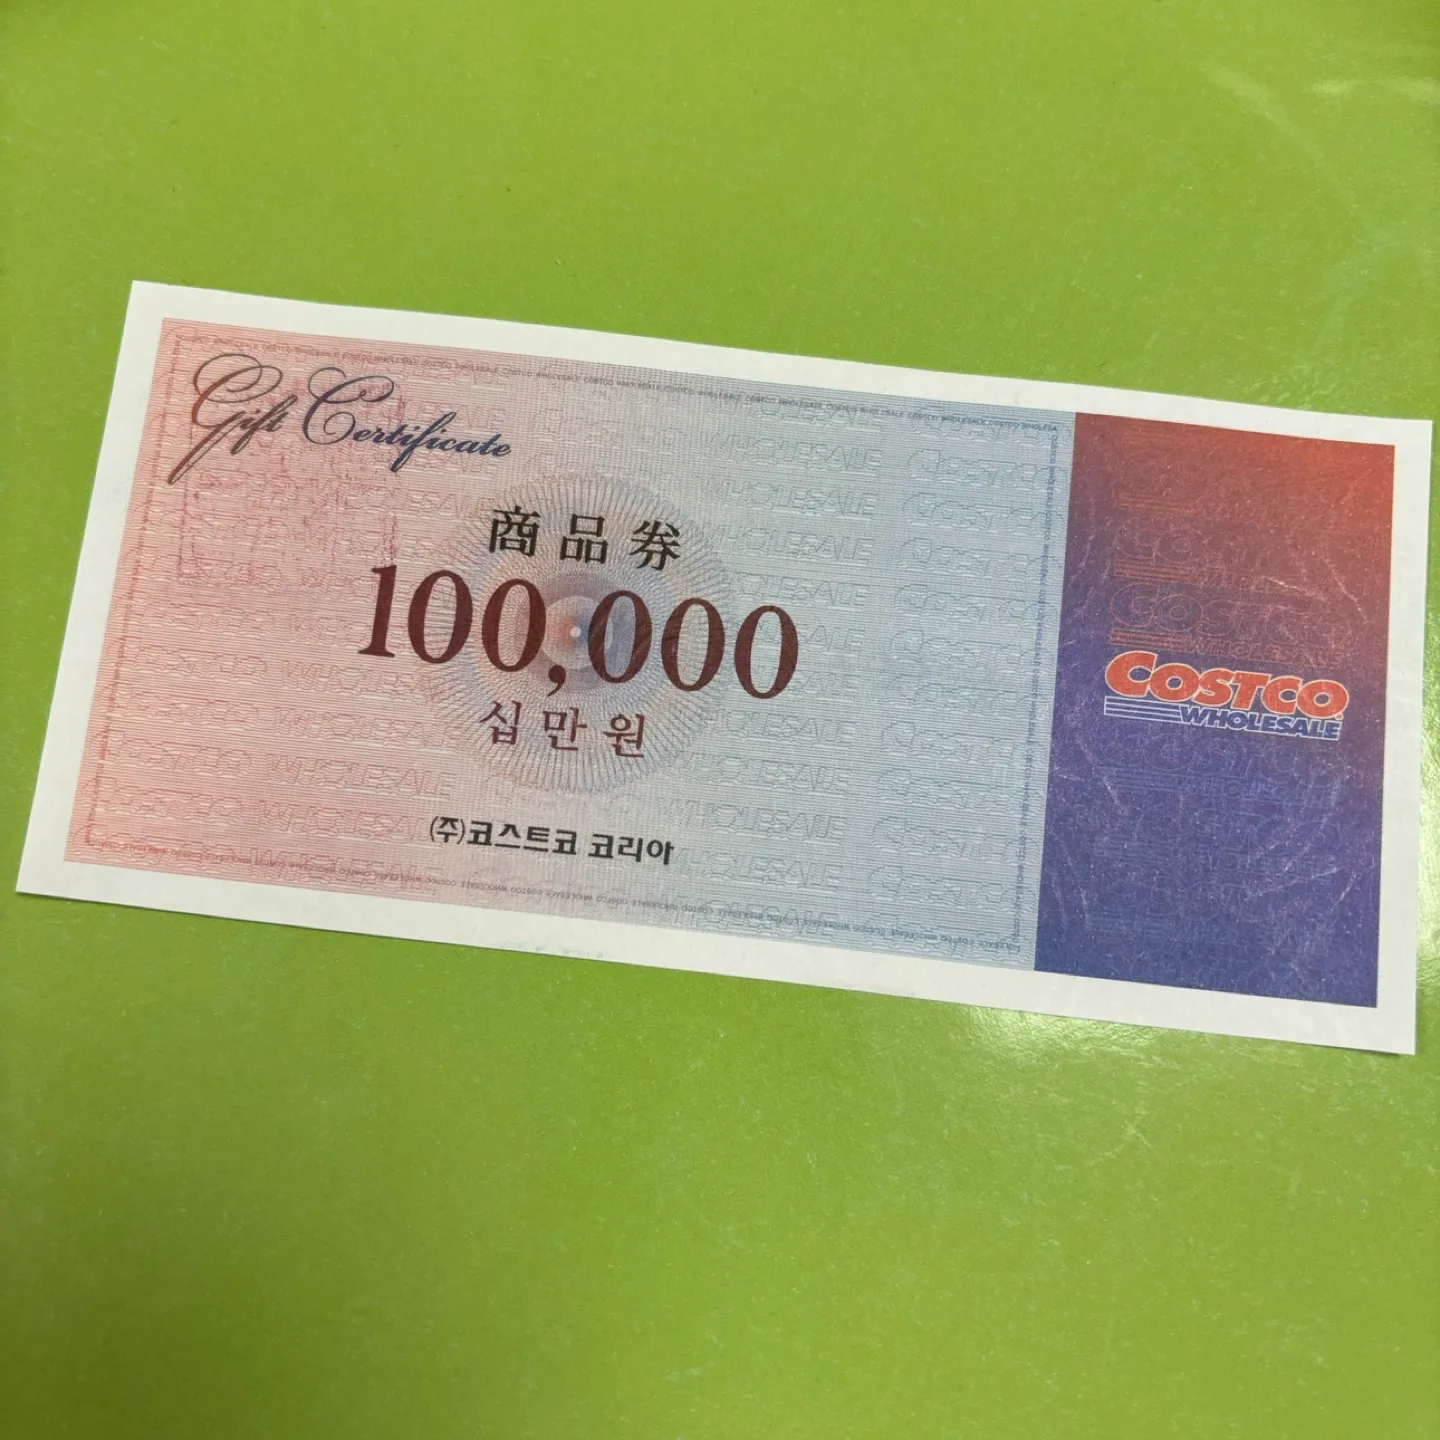 Gift Certificate
商品券
100,000
십만원
(주)코스트코 코리아
COSTCO
WHOLESALE